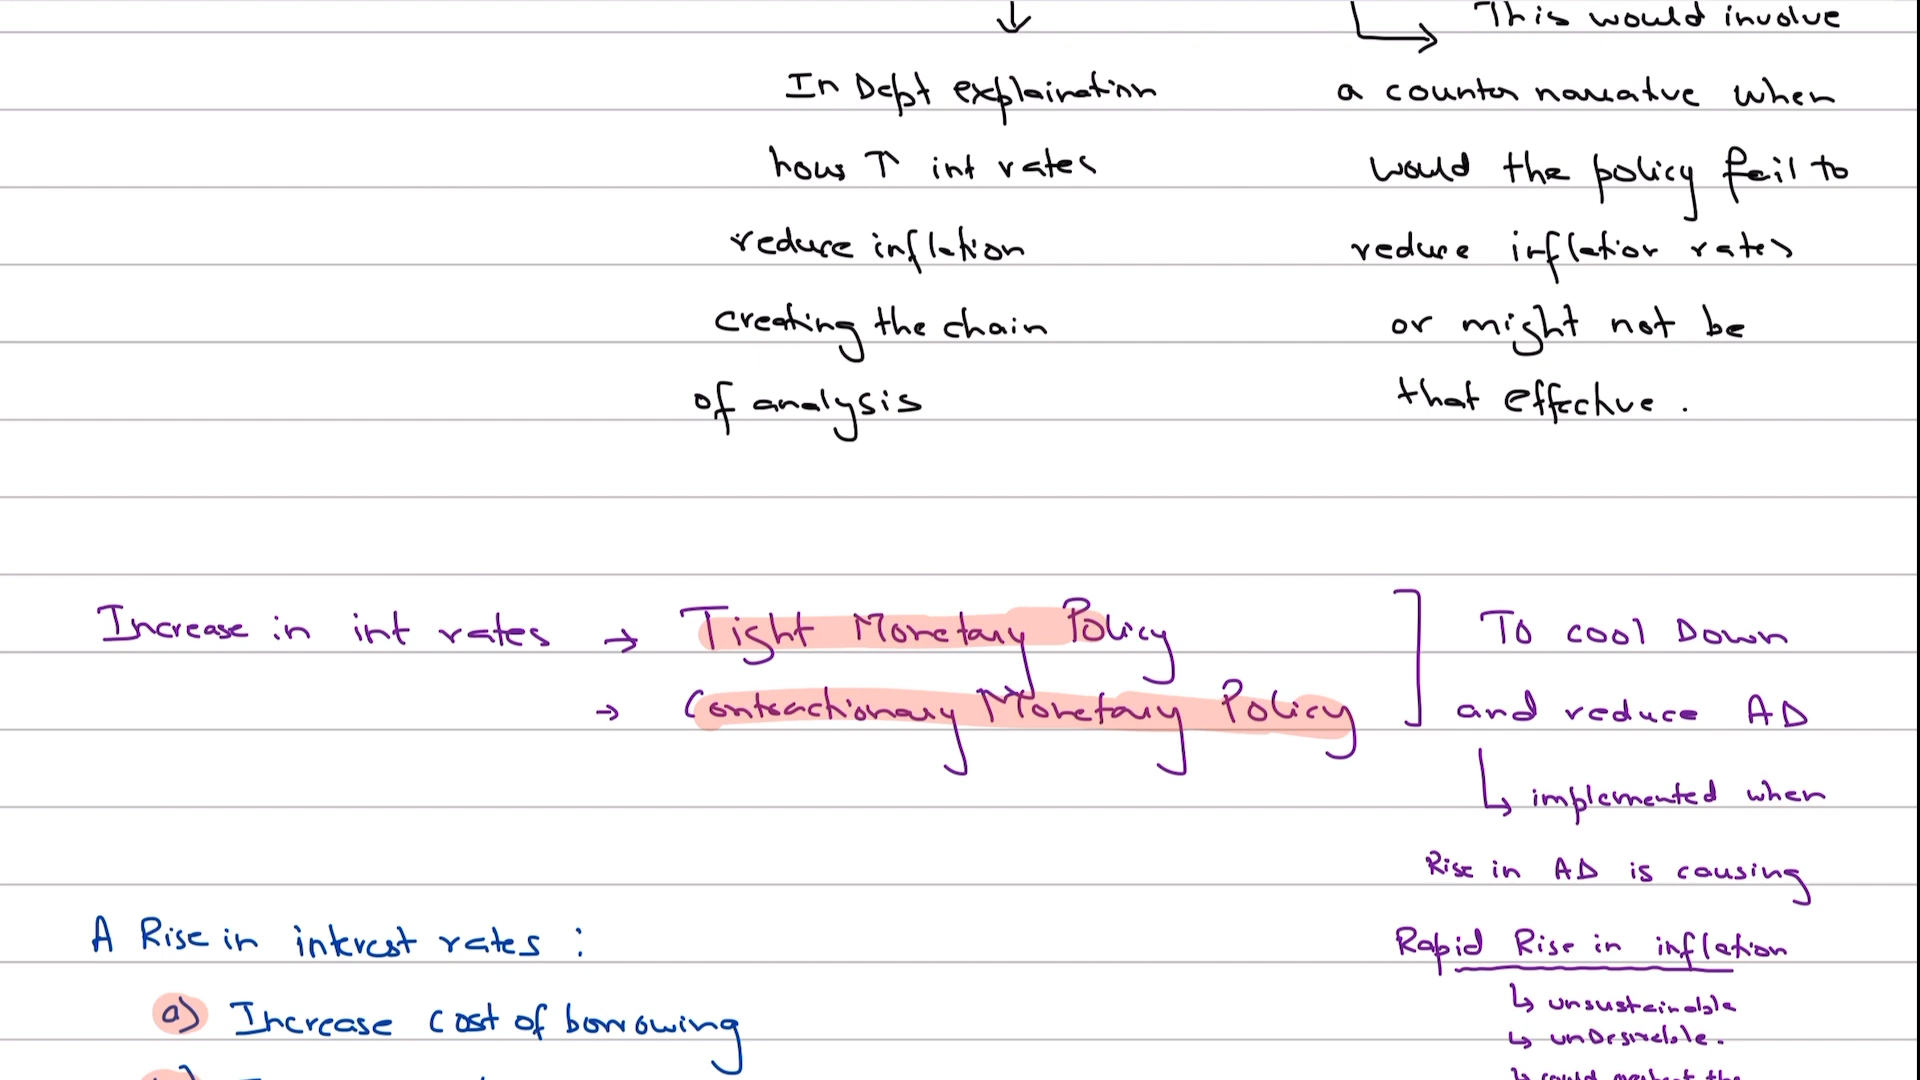 This would involve
In Dept explaination
how ↑ int rates
reduce inflation
creating the chain
of analysis
a counter narrative when
would the policy fail to
reduce inflation rates
or might not be
that effective.
Increase in int rates → Tight Monetary Policy
→ Contractionary Monetary Policy
To cool Down
and reduce AD
↳ implemented when
Rise in AD is causing
Rapid Rise in inflation
↳ unsustainable
↳ unDesirable.
A Rise in interest rates :
a) Increase cost of borrowing